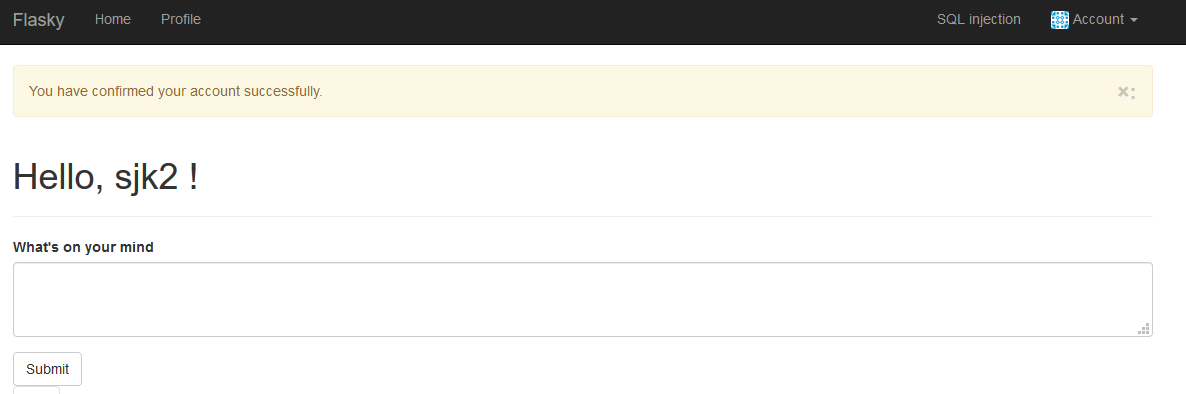 Flasky Home Profile SQL injection Account
You have confirmed your account successfully. ×:
Hello, sjk2 !
What's on your mind
Submit